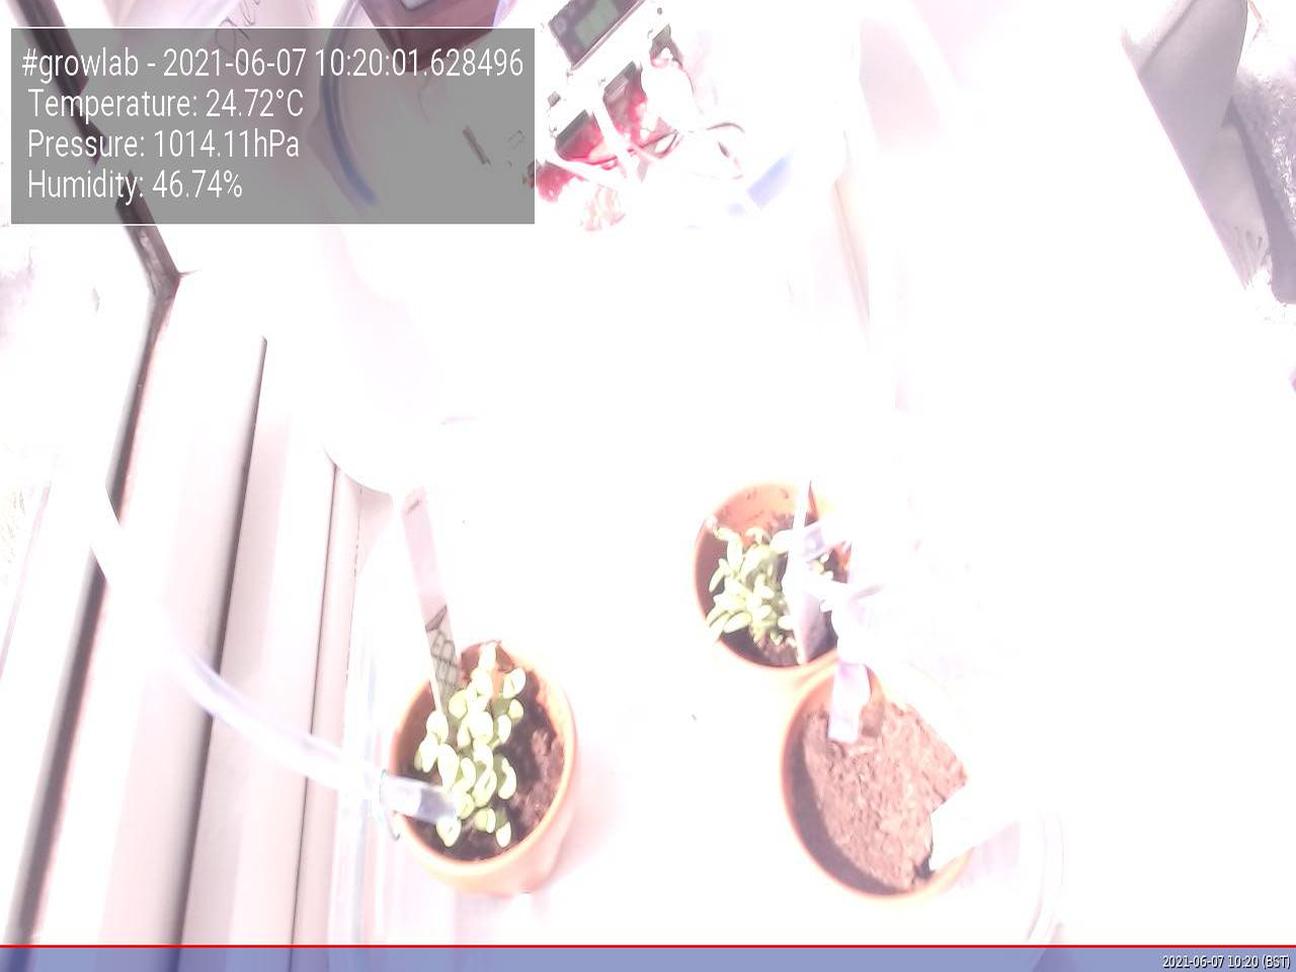 #growlab - 2021-06-07 10:20:01.628496
Temperature: 24.72°C
Pressure: 1014.11hPa
Humidity: 46.74%
2021-06-07 10:20 (BST)